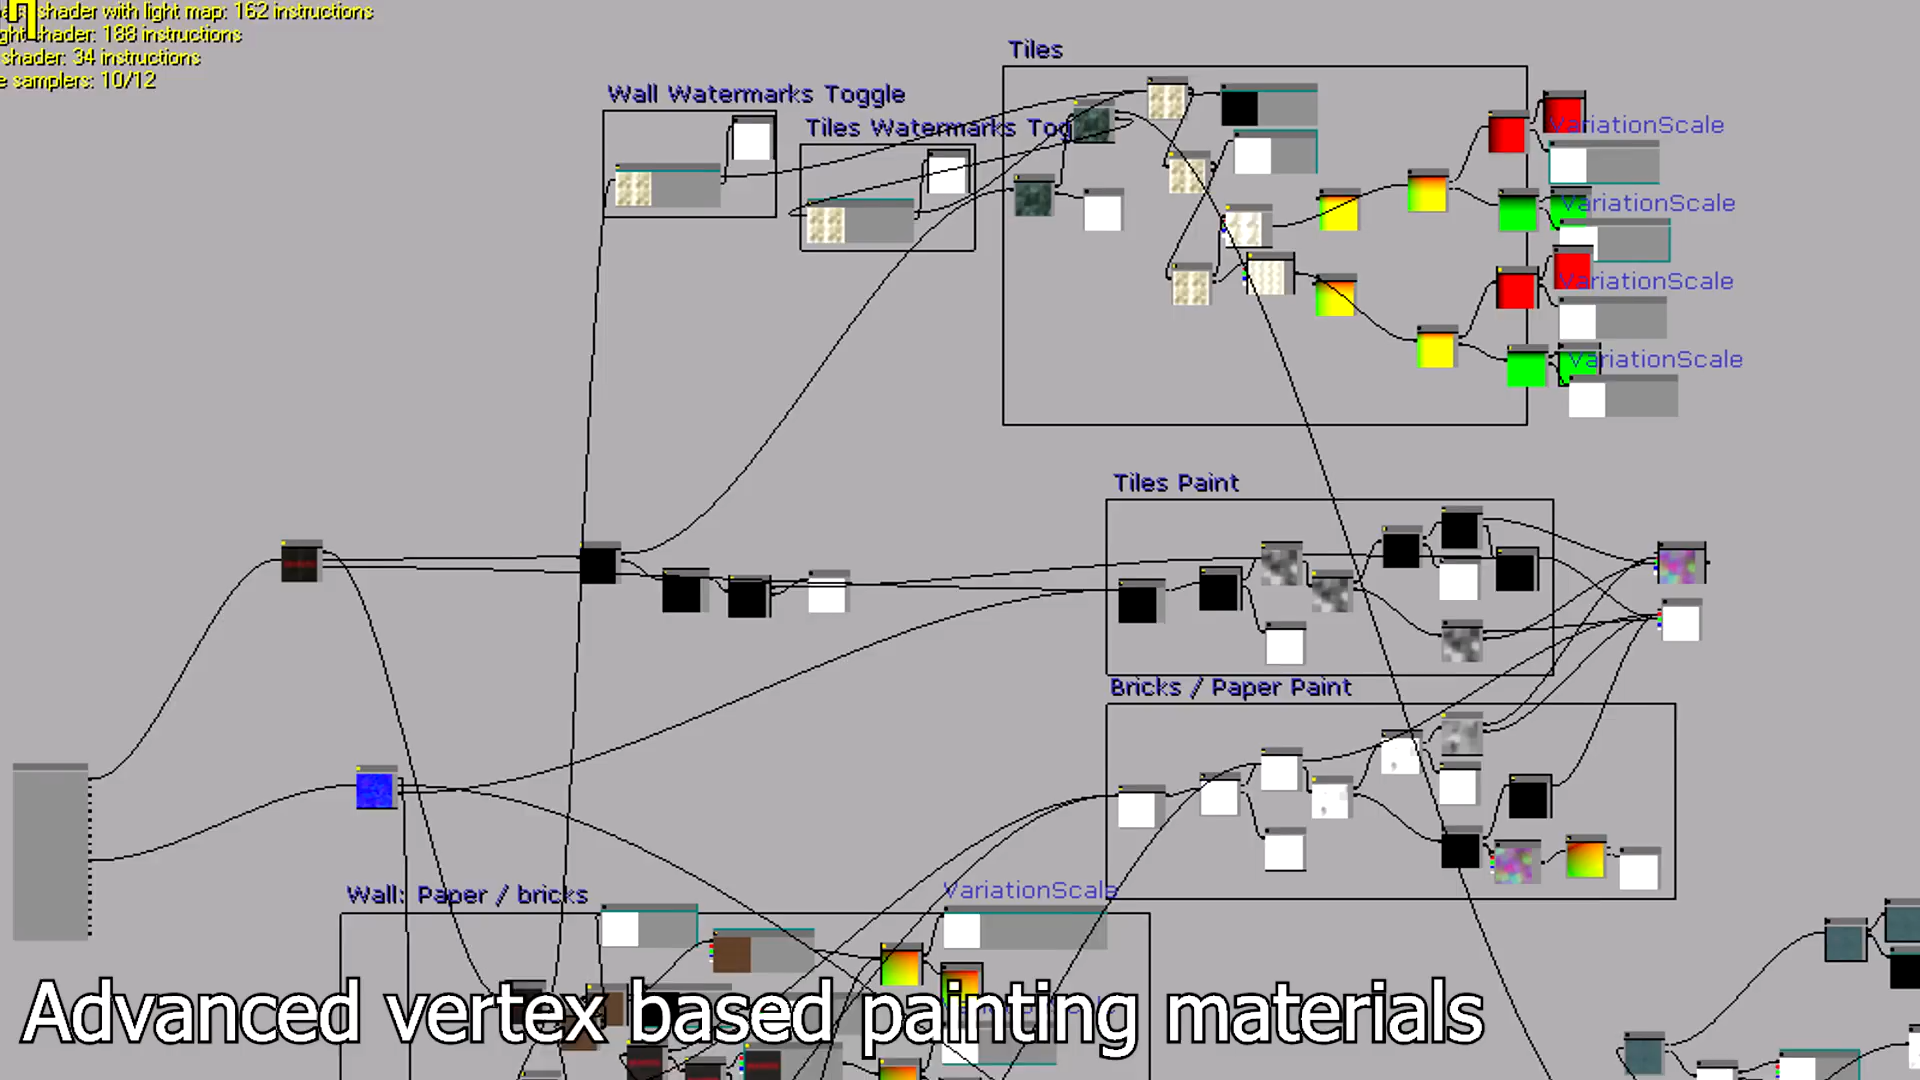 shader with light map: 162 instructions
ght shader: 188 instructions
shader: 34 instructions
e samplers: 10/12
Tiles
Wall Watermarks Toggle
Tiles Watermarks Tog
VariationScale
VariationScale
VariationScale
VariationScale
Tiles Paint
Bricks / Paper Paint
Wall: Paper / bricks
VariationScale
Advanced vertex based painting materials